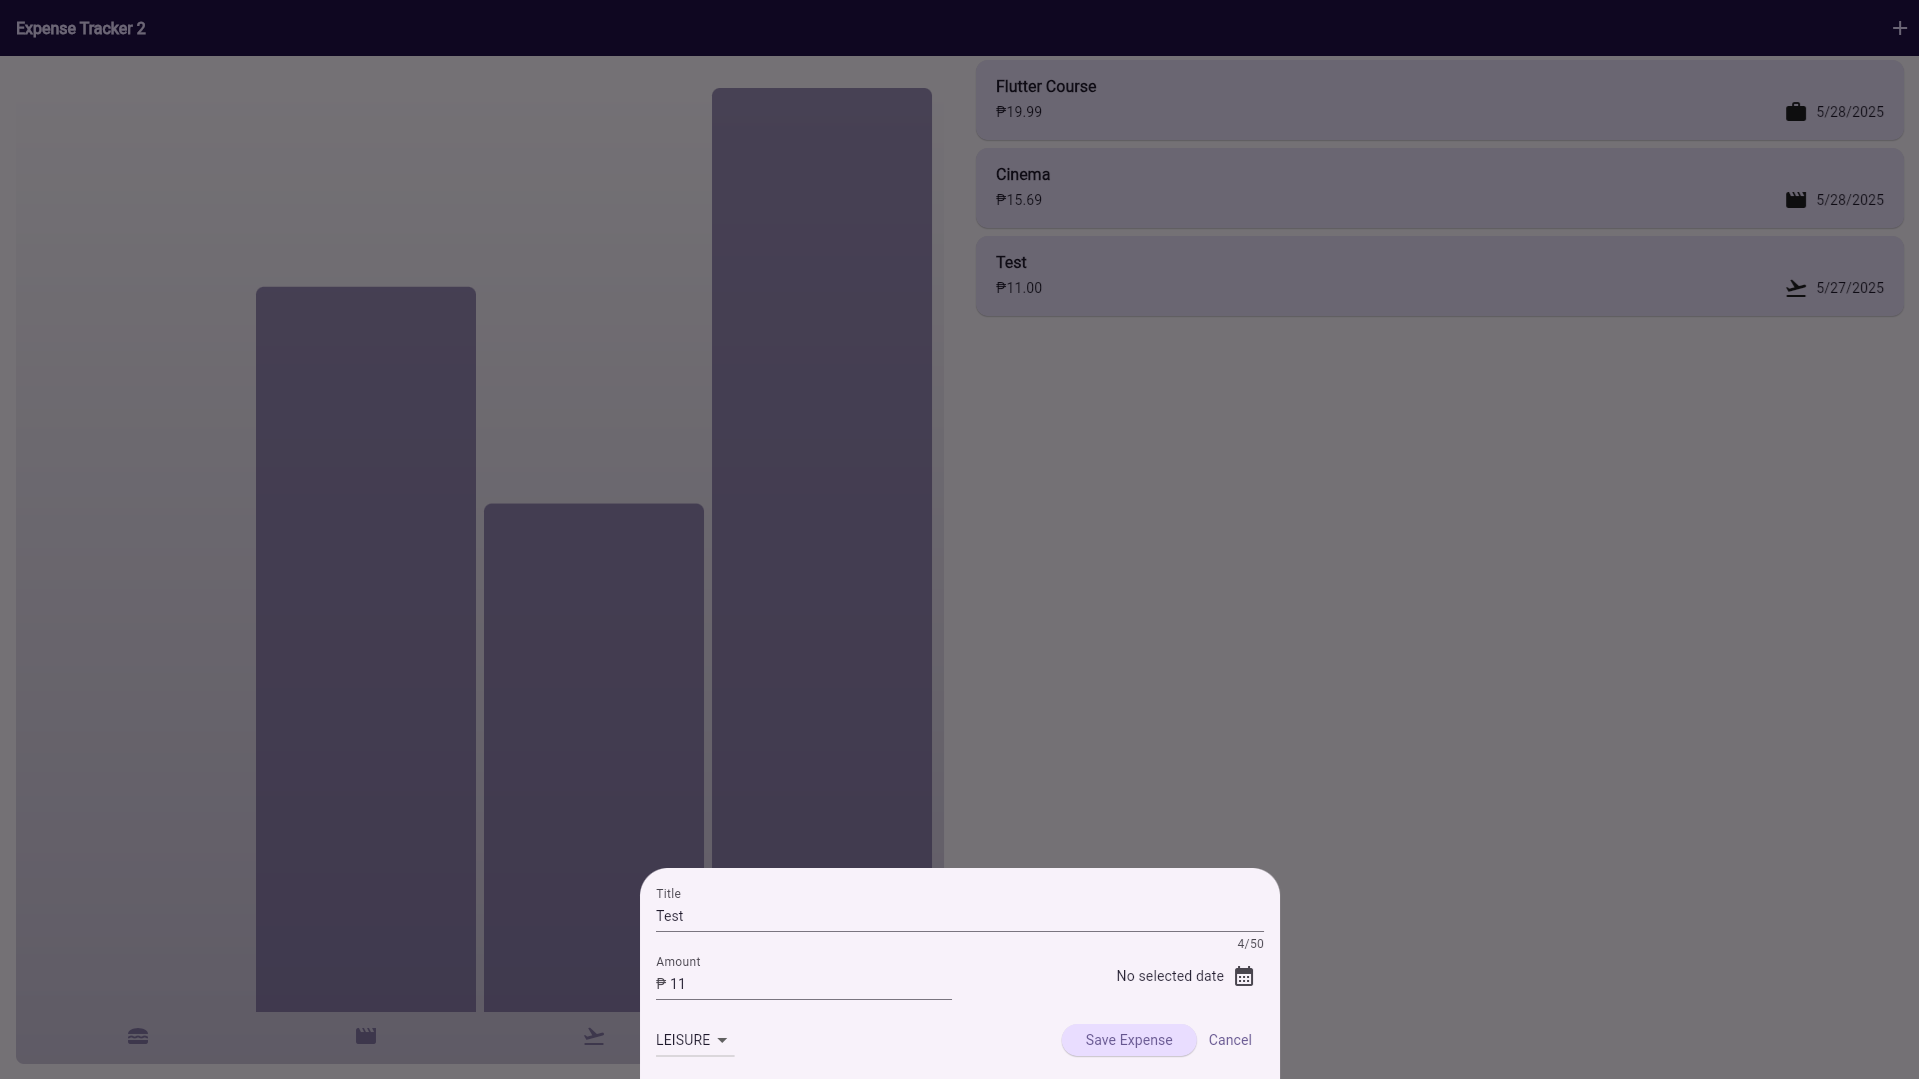 Expense Tracker 2
Flutter Course
₱19.99
5/28/2025
Cinema
₱15.69
5/28/2025
Test
₱11.00
5/27/2025
Title
Test
4/50
Amount
₱ 11
No selected date
LEISURE
Save Expense
Cancel